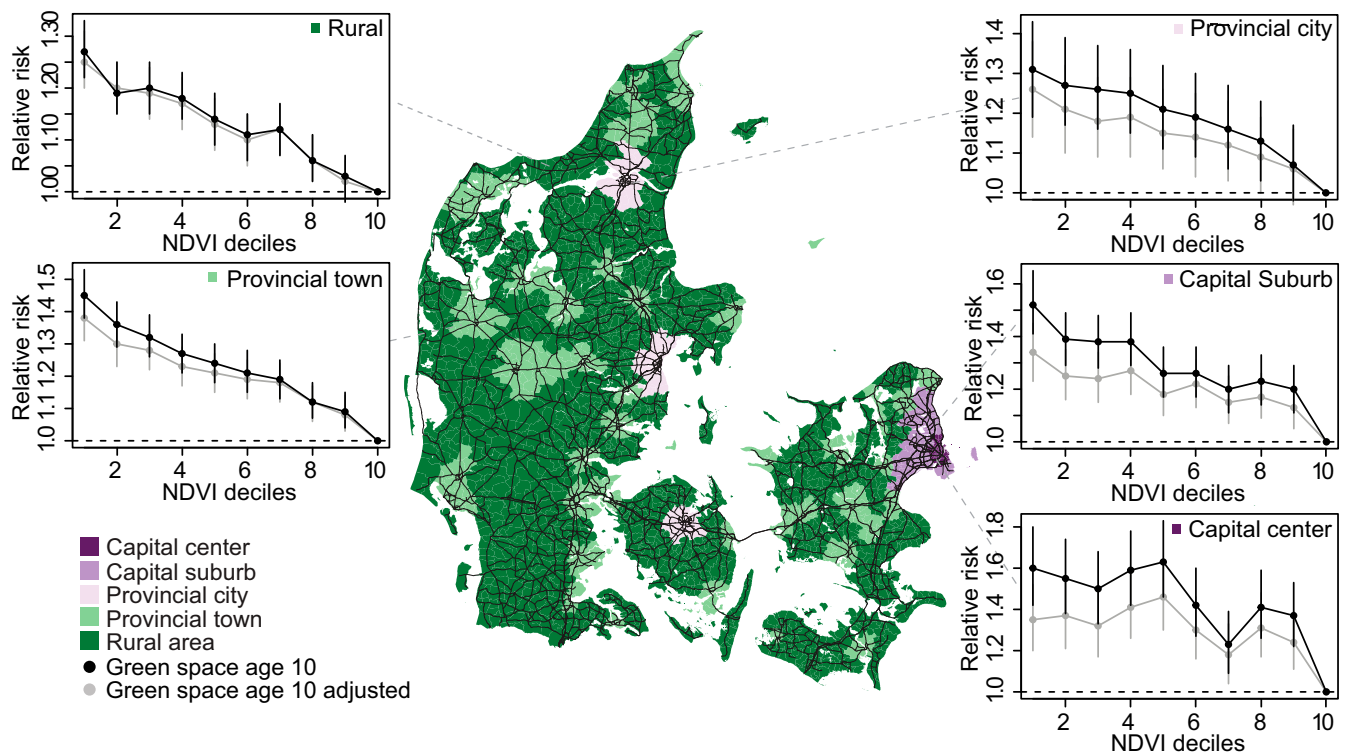 Rural
Relative risk
1.00 1.10 1.20 1.30
2 4 6 8 10
NDVI deciles
Provincial town
Relative risk
1.0 1.1 1.2 1.3 1.4 1.5
2 4 6 8 10
NDVI deciles
Capital center
Capital suburb
Provincial city
Provincial town
Rural area
Green space age 10
Green space age 10 adjusted
Provincial city
Relative risk
1.0 1.1 1.2 1.3 1.4
2 4 6 8 10
NDVI deciles
Capital Suburb
Relative risk
1.0 1.2 1.4 1.6
2 4 6 8 10
NDVI deciles
Capital center
Relative risk
1.0 1.2 1.4 1.6 1.8
2 4 6 8 10
NDVI deciles